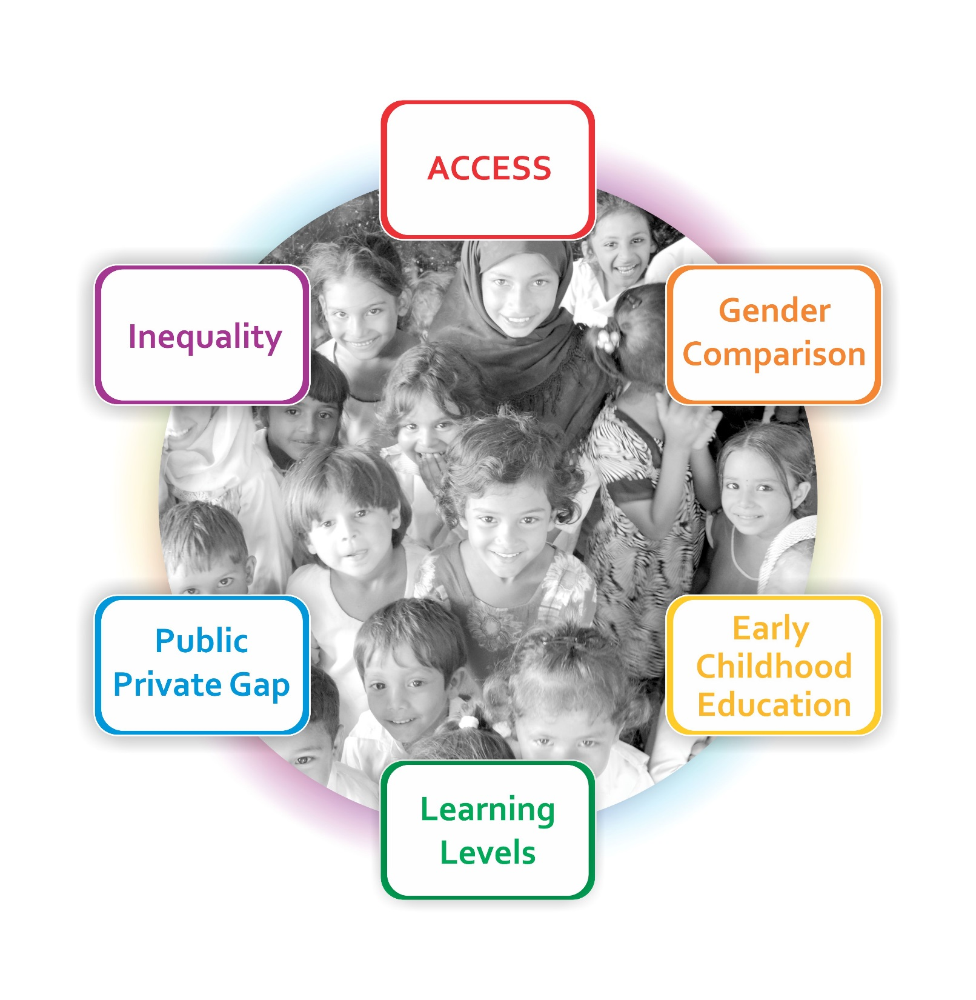 ACCESS
Gender
Comparison
Early
Childhood
Education
Learning
Levels
Public
Private Gap
Inequality